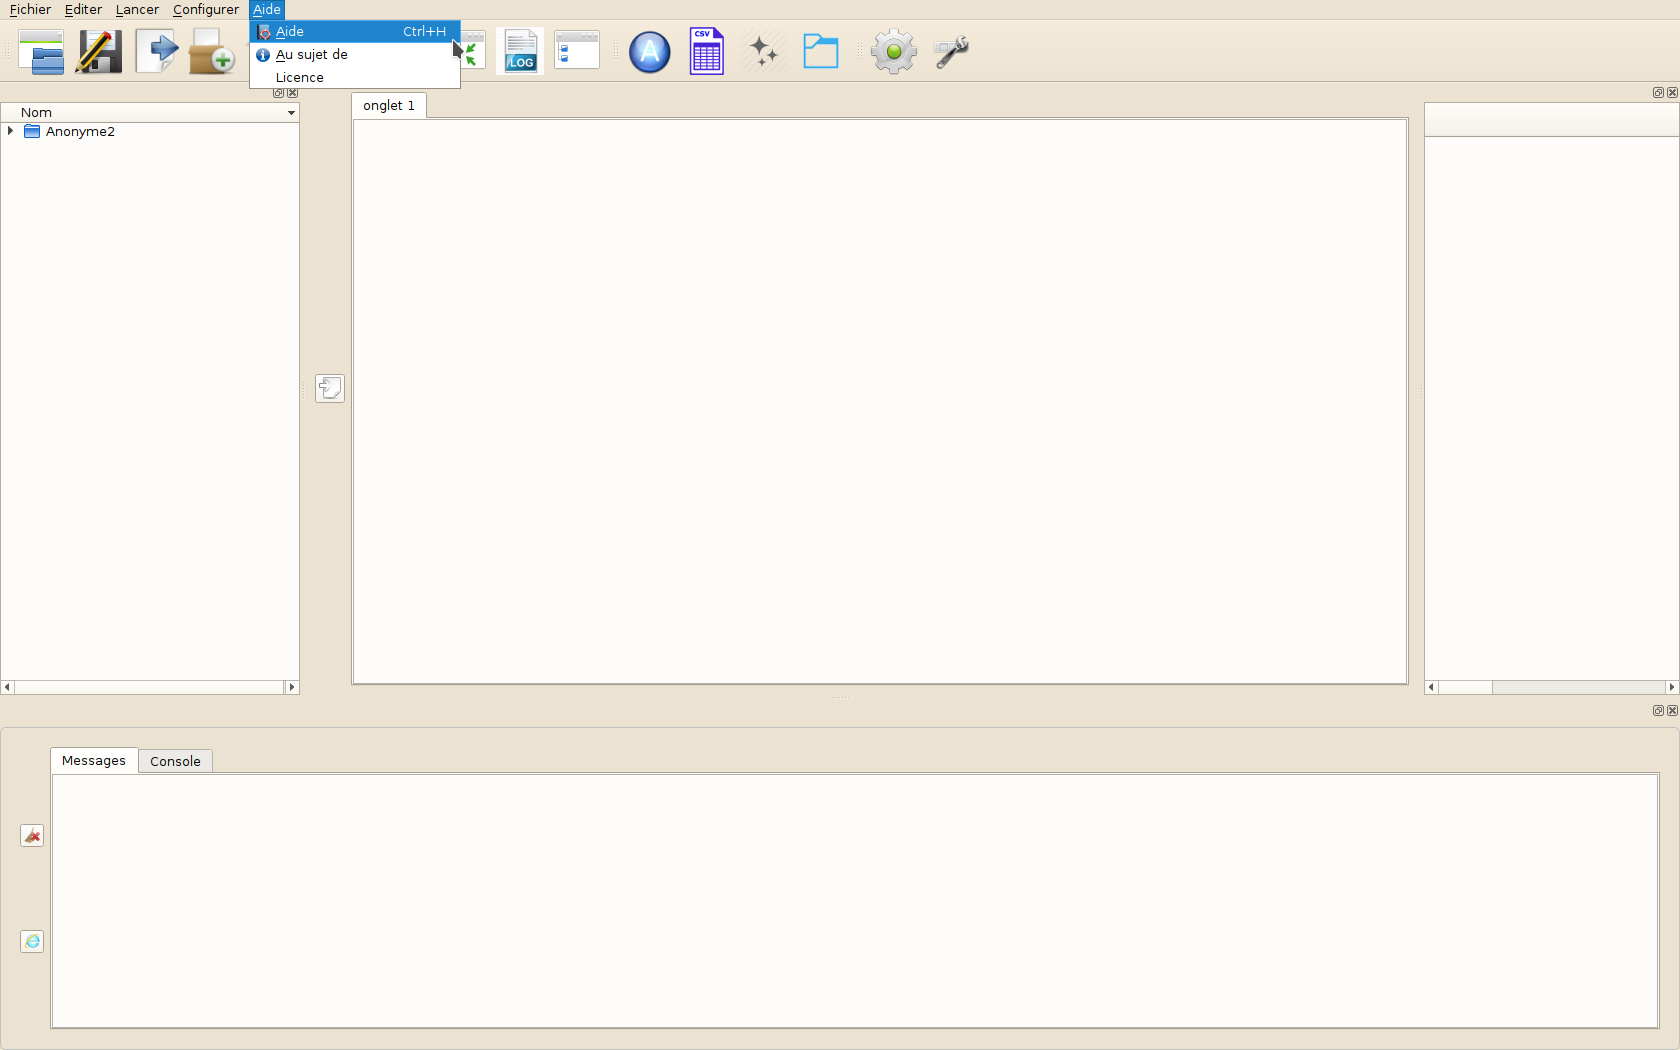 Fichier Editer Lancer Configurer Aide
Aide Ctrl+H
Au sujet de
Licence
LOG
A
CSV
Nom
Anonyme2
onglet 1
Messages Console